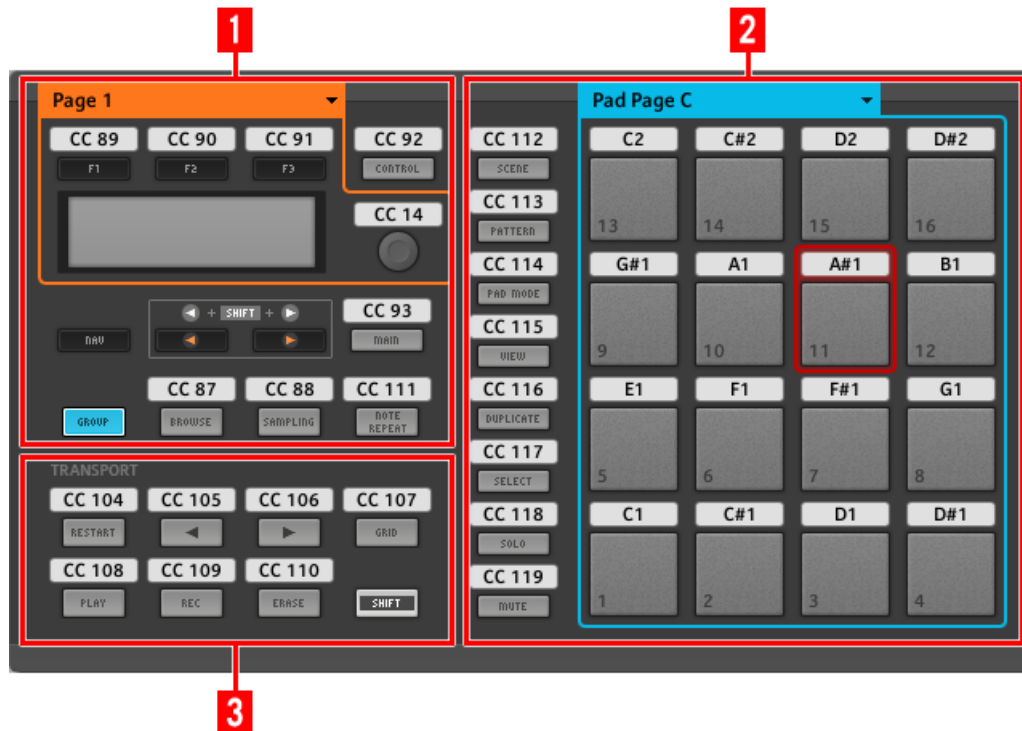 1
2
Page 1
CC 89 CC 90 CC 91 CC 92
F1 F2 F3 CONTROL
CC 14
+ SHIFT +
CC 93
NAV MAIN
CC 87 CC 88 CC 111
GROUP BROWSE SAMPLING NOTE REPEAT
TRANSPORT
CC 104 CC 105 CC 106 CC 107
RESTART GRID
CC 108 CC 109 CC 110
PLAY REC ERASE SHIFT
3
CC 112
SCENE
CC 113
PATTERN
CC 114
PAD MODE
CC 115
VIEW
CC 116
DUPLICATE
CC 117
SELECT
CC 118
SOLO
CC 119
MUTE
Pad Page C
C2 C#2 D2 D#2
13 14 15 16
G#1 A1 A#1 B1
9 10 11 12
E1 F1 F#1 G1
5 6 7 8
C1 C#1 D1 D#1
1 2 3 4